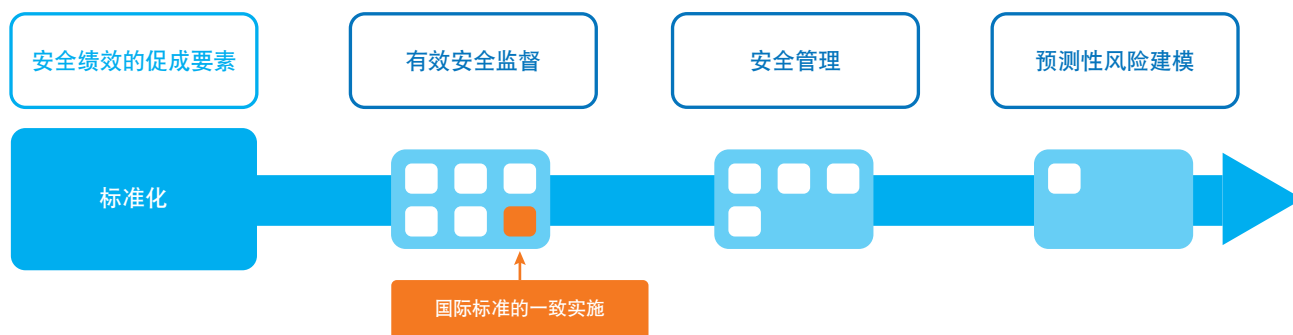 安全绩效的促成要素
有效安全监督
安全管理
预测性风险建模
标准化
国际标准的一致实施